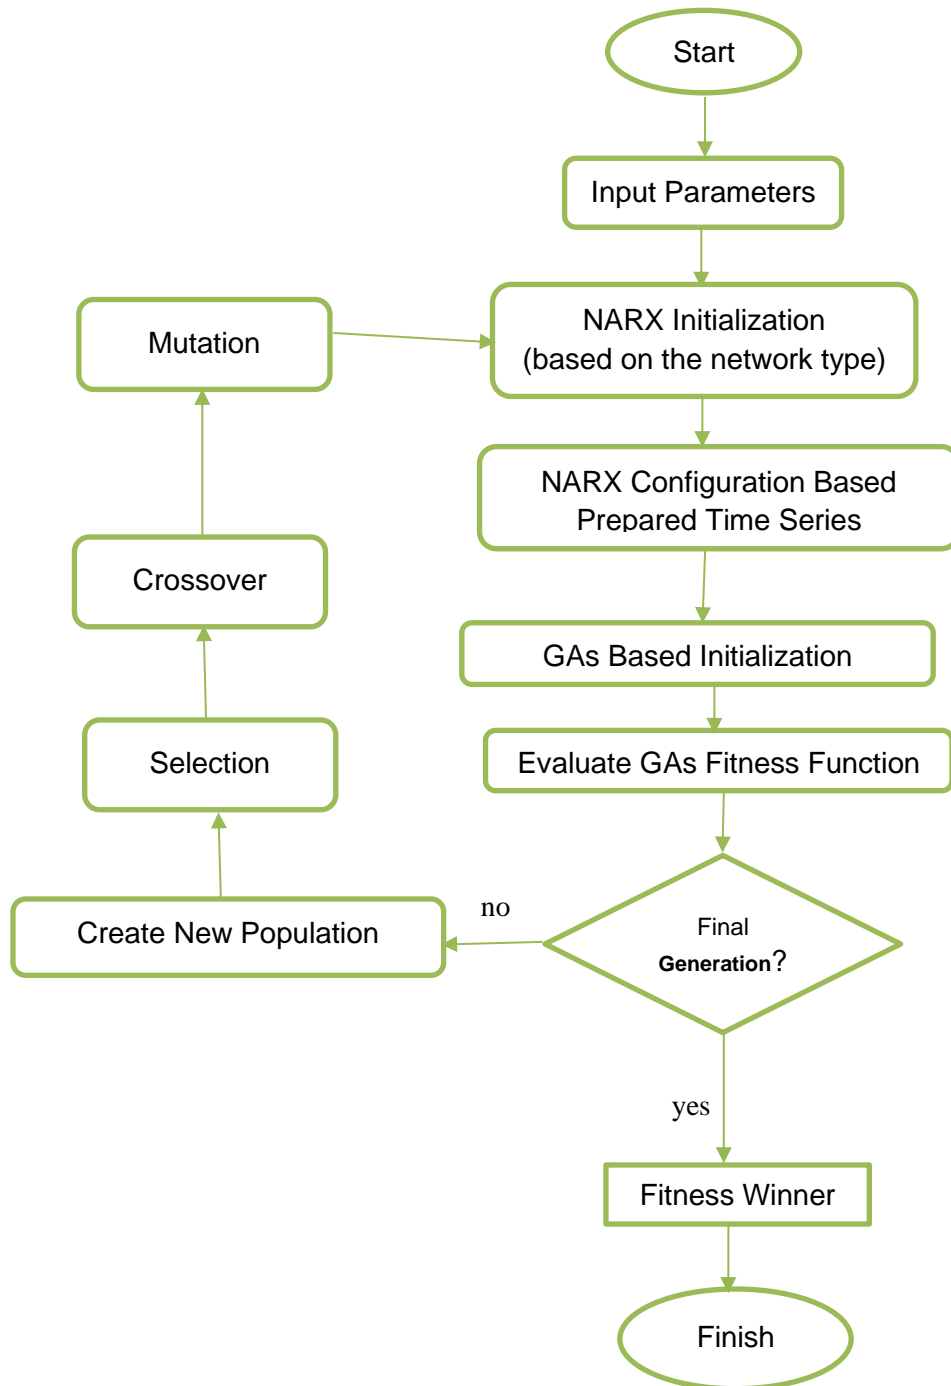 Start
Input Parameters
NARX Initialization
(based on the network type)
Mutation
NARX Configuration Based
Prepared Time Series
Crossover
GAs Based Initialization
Selection
Evaluate GAs Fitness Function
Create New Population
no
Final
Generation?
yes
Fitness Winner
Finish